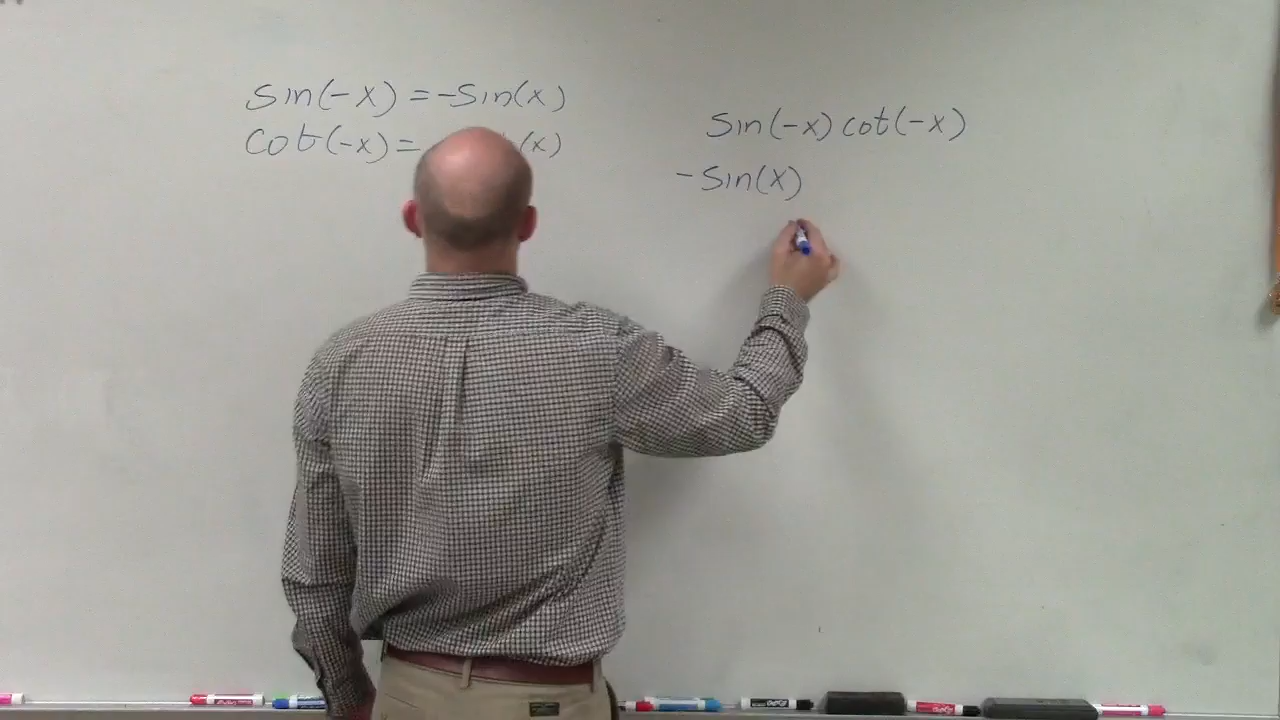 sin(-x) = -sin(x)
cot(-x) = (x)
sin(-x) cot(-x)
-sin(x)